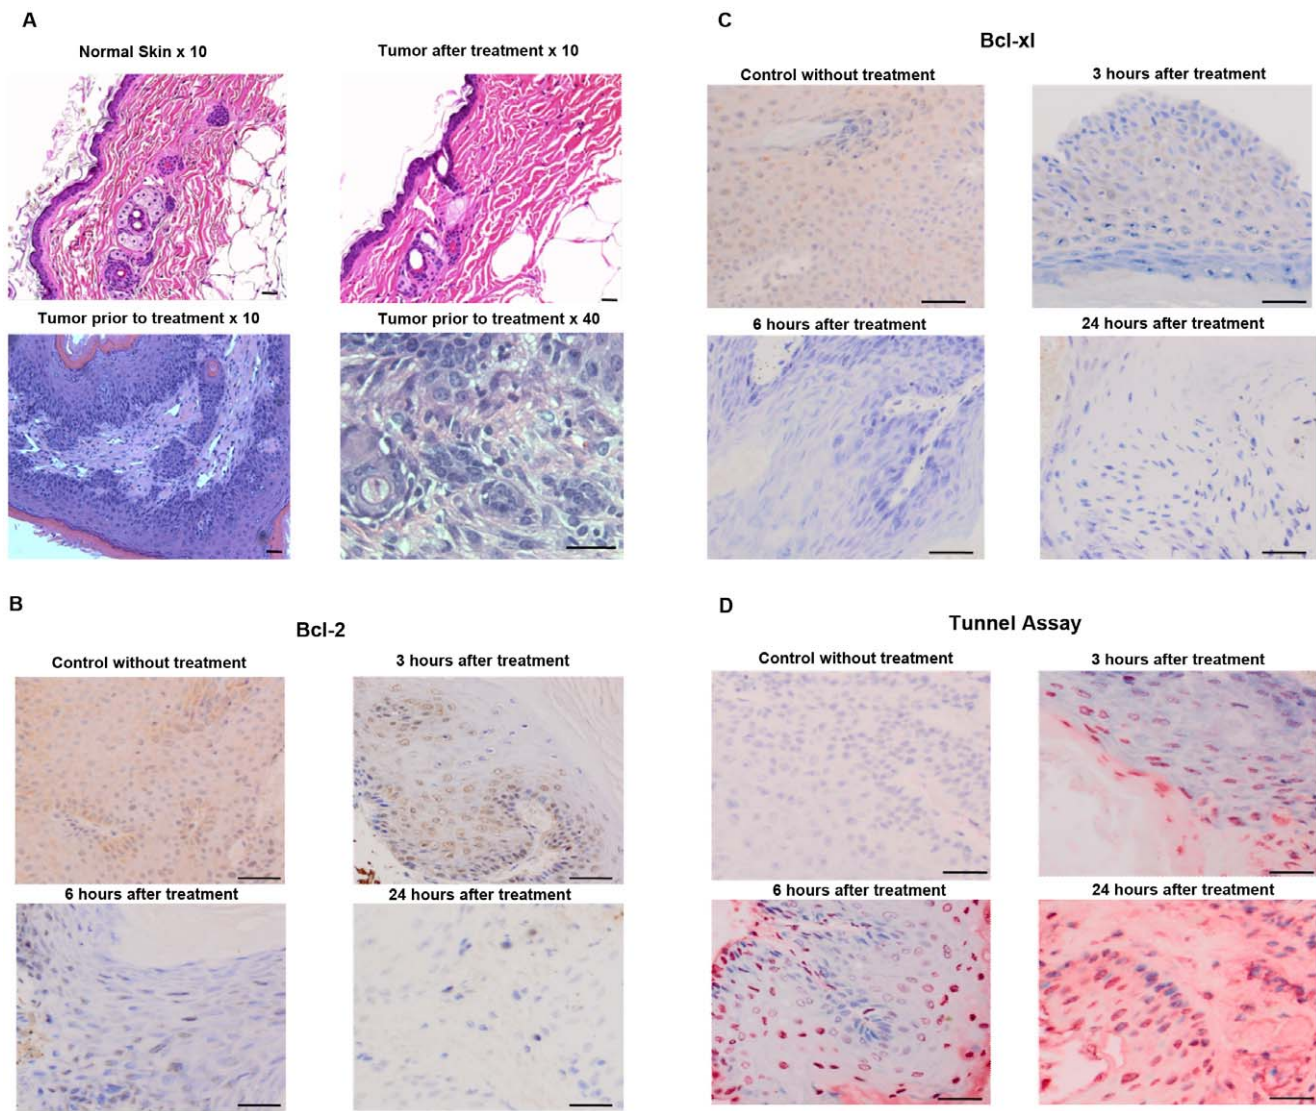 A
Normal Skin x 10
Tumor after treatment x 10
Tumor prior to treatment x 10
Tumor prior to treatment x 40
B
Bcl-2
Control without treatment
3 hours after treatment
6 hours after treatment
24 hours after treatment
C
Bcl-xl
Control without treatment
3 hours after treatment
6 hours after treatment
24 hours after treatment
D
Tunnel Assay
Control without treatment
3 hours after treatment
6 hours after treatment
24 hours after treatment